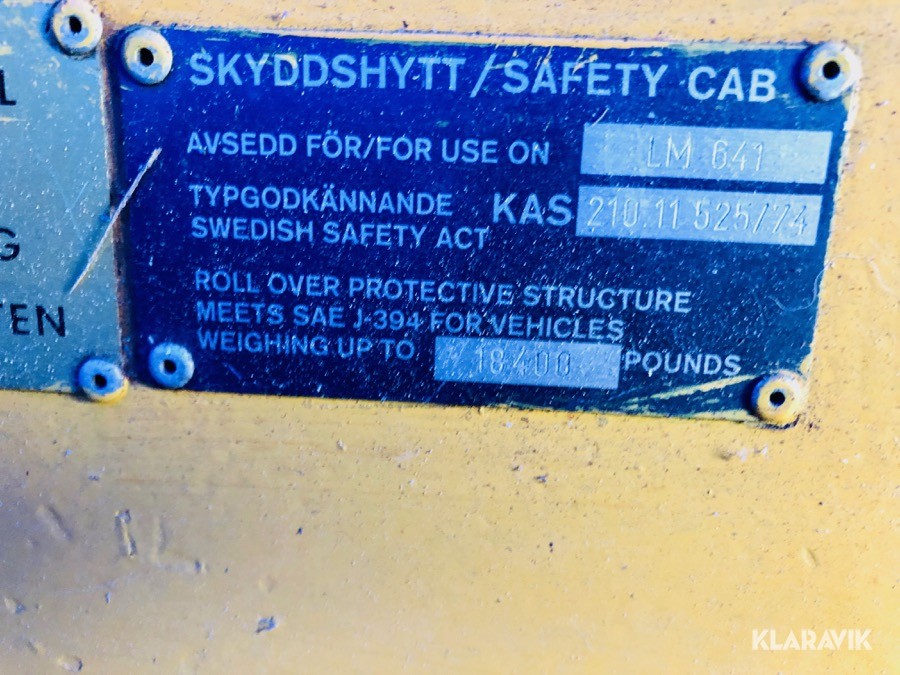 SKYDDSHYTT/SAFETY CAB
AVSEDD FÖR/FOR USE ON LM 641
TYPGODKÄNNANDE KAS 210.11 525/74
SWEDISH SAFETY ACT
ROLL OVER PROTECTIVE STRUCTURE
MEETS SAE J-394 FOR VEHICLES
WEIGHING UP TO 18400 POUNDS
L
G
TEN
KLARAVIK